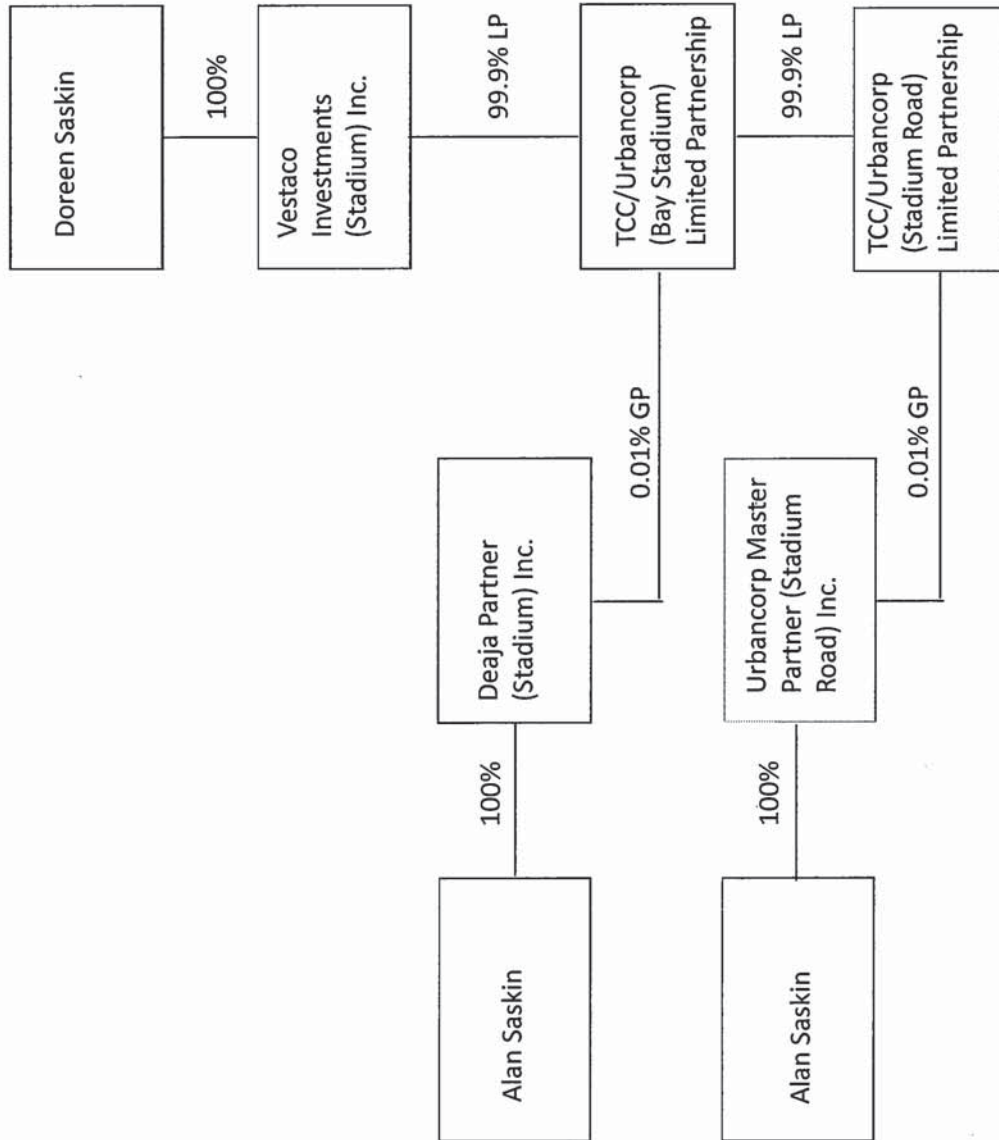 Doreen Saskin
100%
Vestaco
Investments
(Stadium) Inc.
99.9% LP
TCC/Urbancorp
(Bay Stadium)
Limited Partnership
99.9% LP
TCC/Urbancorp
(Stadium Road)
Limited Partnership
Alan Saskin
100%
Deaja Partner
(Stadium) Inc.
0.01% GP
Alan Saskin
100%
Urbancorp Master
Partner (Stadium
Road) Inc.
0.01% GP